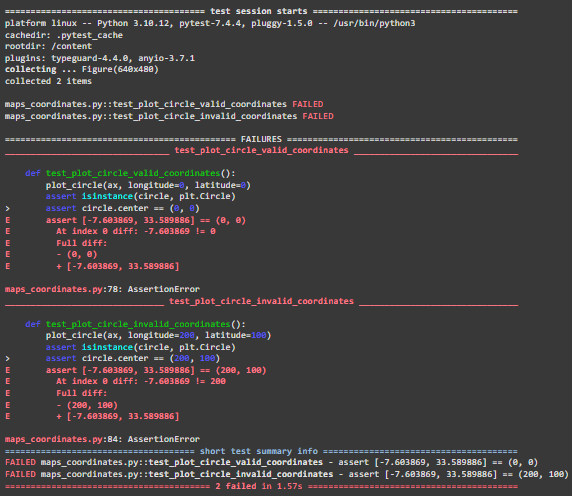 ======================================= test session starts ========================================
platform linux -- Python 3.10.12, pytest-7.4.4, pluggy-1.5.0 -- /usr/bin/python3
cachedir: .pytest_cache
rootdir: /content
plugins: typeguard-4.4.0, anyio-3.7.1
collecting ... Figure(640x480)
collected 2 items

maps_coordinates.py::test_plot_circle_valid_coordinates FAILED
maps_coordinates.py::test_plot_circle_invalid_coordinates FAILED

============================================= FAILURES =============================================
________________________________ test_plot_circle_valid_coordinates ________________________________

    def test_plot_circle_valid_coordinates():
        plot_circle(ax, longitude=0, latitude=0)
        assert isinstance(circle, plt.Circle)
>       assert circle.center == (0, 0)
E       assert [-7.603869, 33.589886] == (0, 0)
E         At index 0 diff: -7.603869 != 0
E         Full diff:
E         - (0, 0)
E         + [-7.603869, 33.589886]

maps_coordinates.py:78: AssertionError
_______________________________ test_plot_circle_invalid_coordinates _______________________________

    def test_plot_circle_invalid_coordinates():
        plot_circle(ax, longitude=200, latitude=100)
        assert isinstance(circle, plt.Circle)
>       assert circle.center == (200, 100)
E       assert [-7.603869, 33.589886] == (200, 100)
E         At index 0 diff: -7.603869 != 200
E         Full diff:
E         - (200, 100)
E         + [-7.603869, 33.589886]

maps_coordinates.py:84: AssertionError
===================================== short test summary info ======================================
FAILED maps_coordinates.py::test_plot_circle_valid_coordinates - assert [-7.603869, 33.589886] == (0, 0)
FAILED maps_coordinates.py::test_plot_circle_invalid_coordinates - assert [-7.603869, 33.589886] == (200, 100)
======================================== 2 failed in 1.57s =========================================